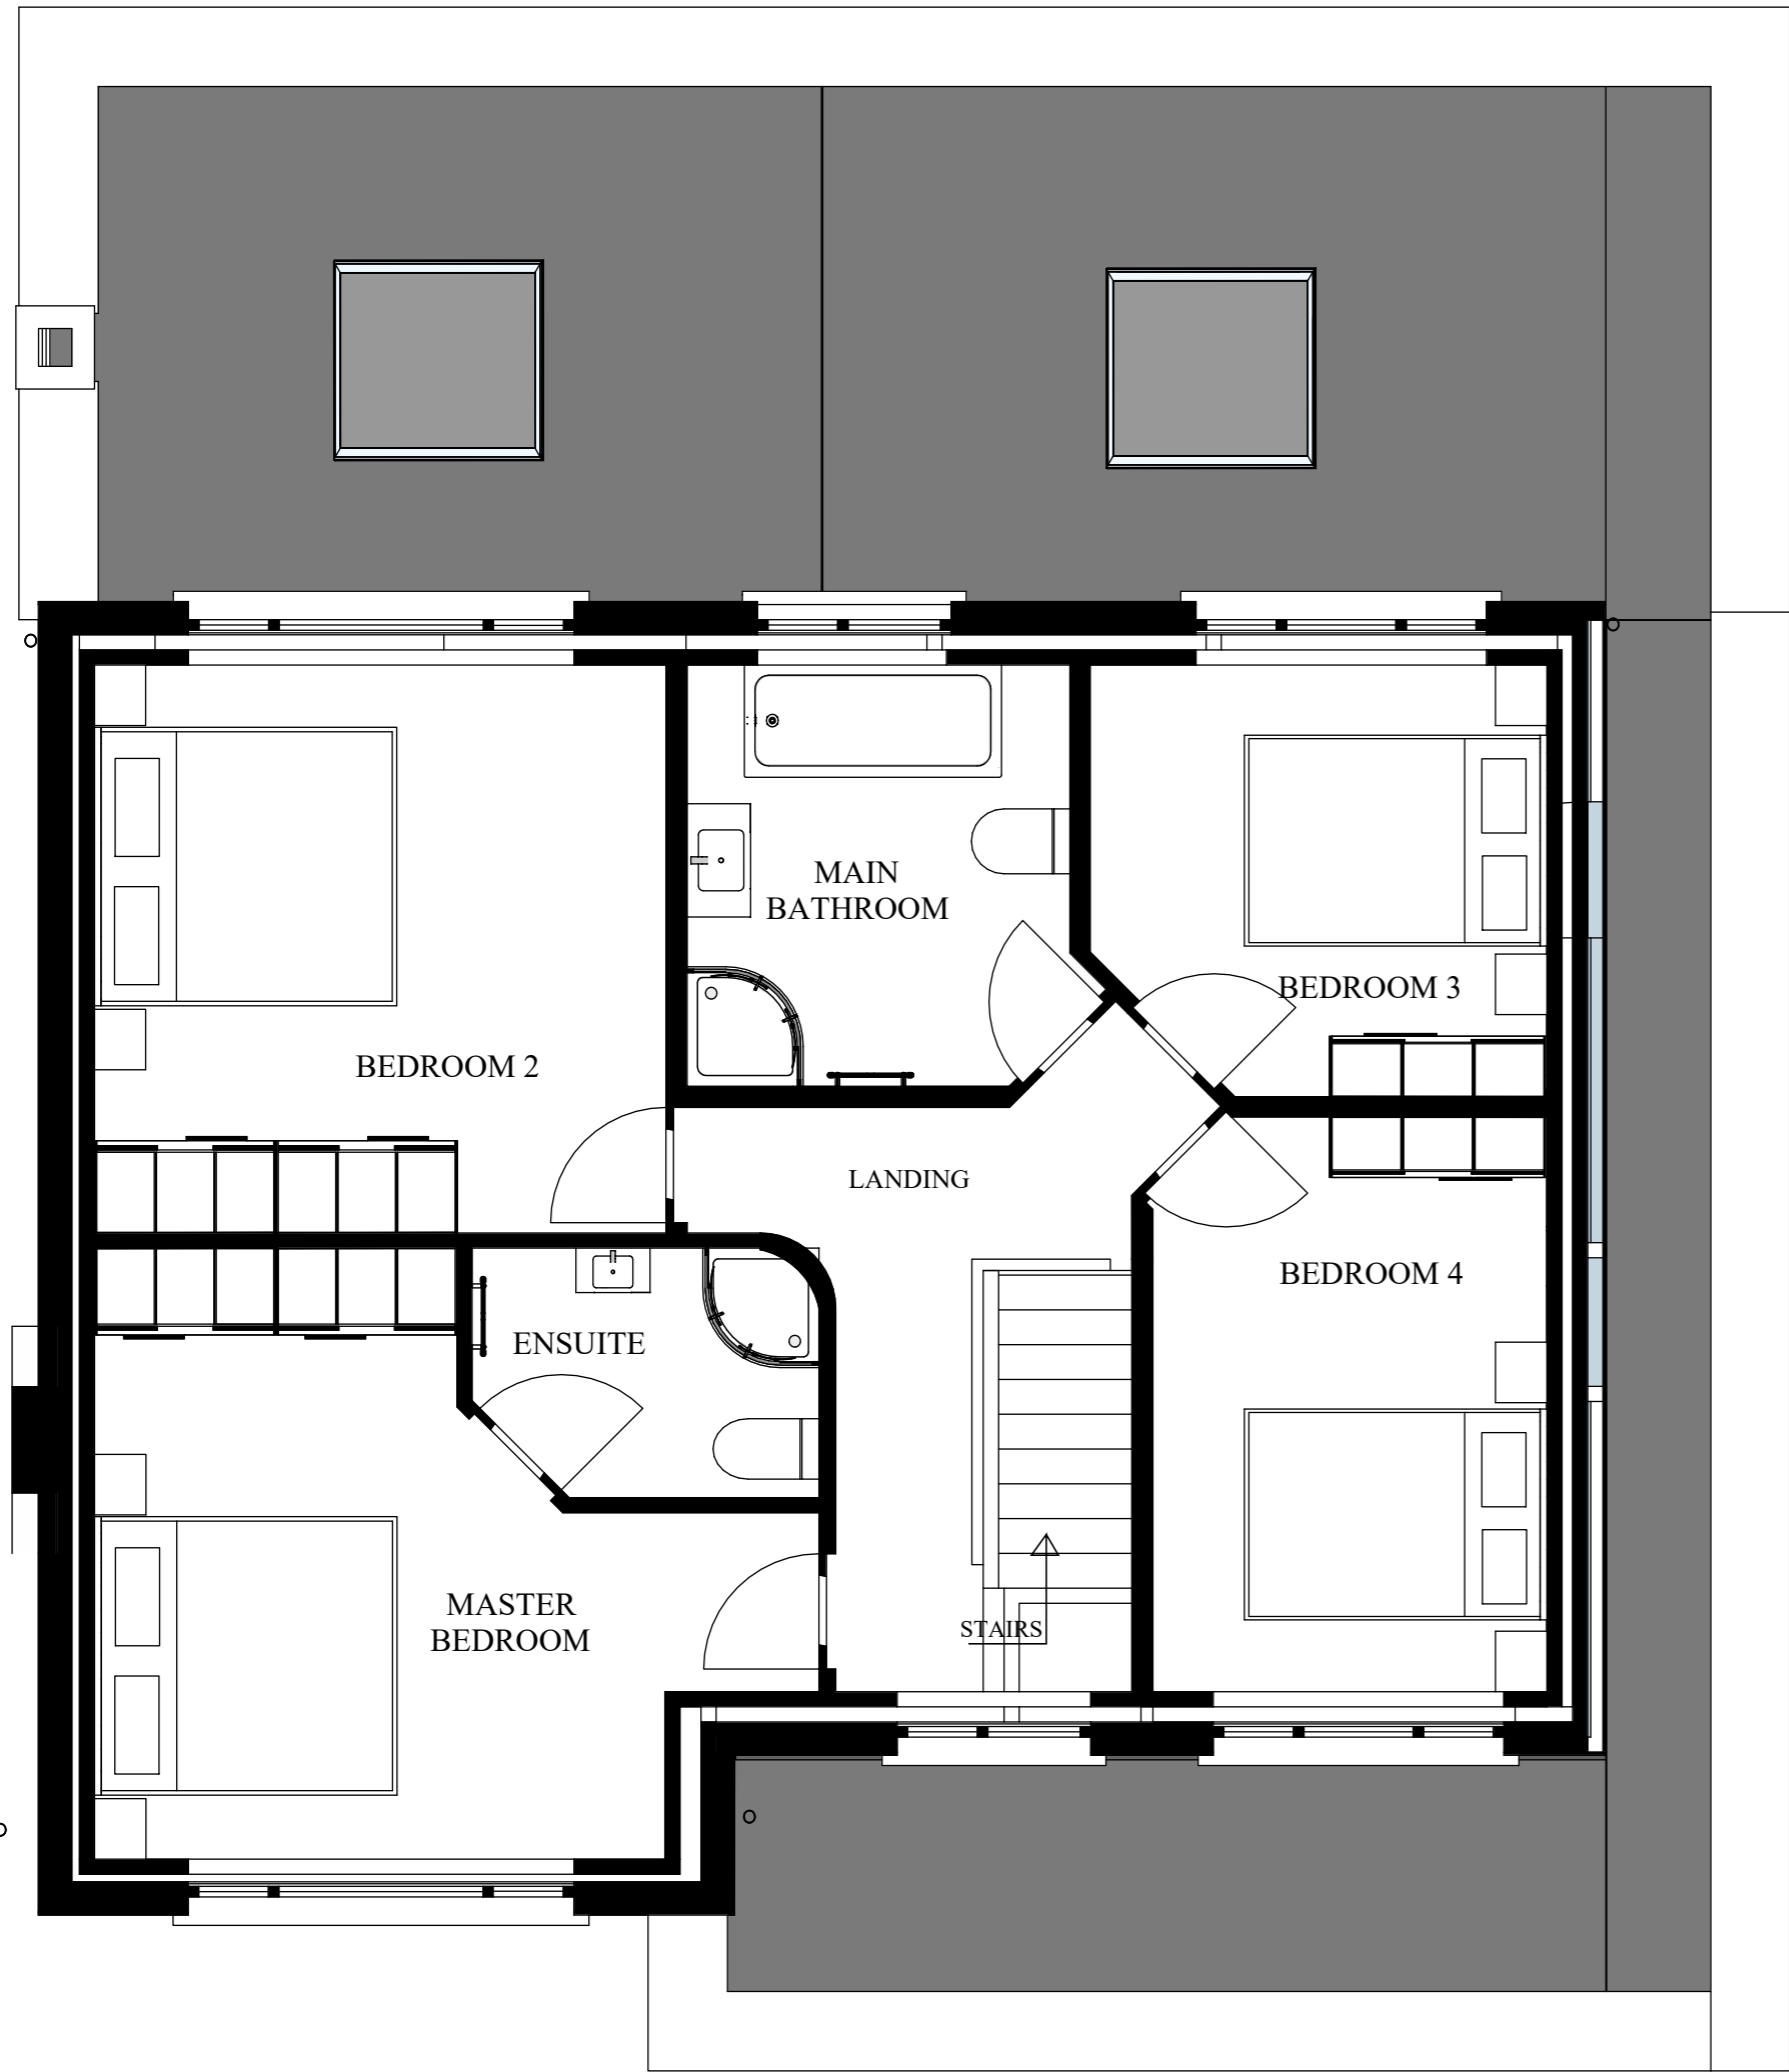 MAIN
BATHROOM
BEDROOM 3
BEDROOM 2
LANDING
BEDROOM 4
ENSUITE
MASTER
BEDROOM
STAIRS